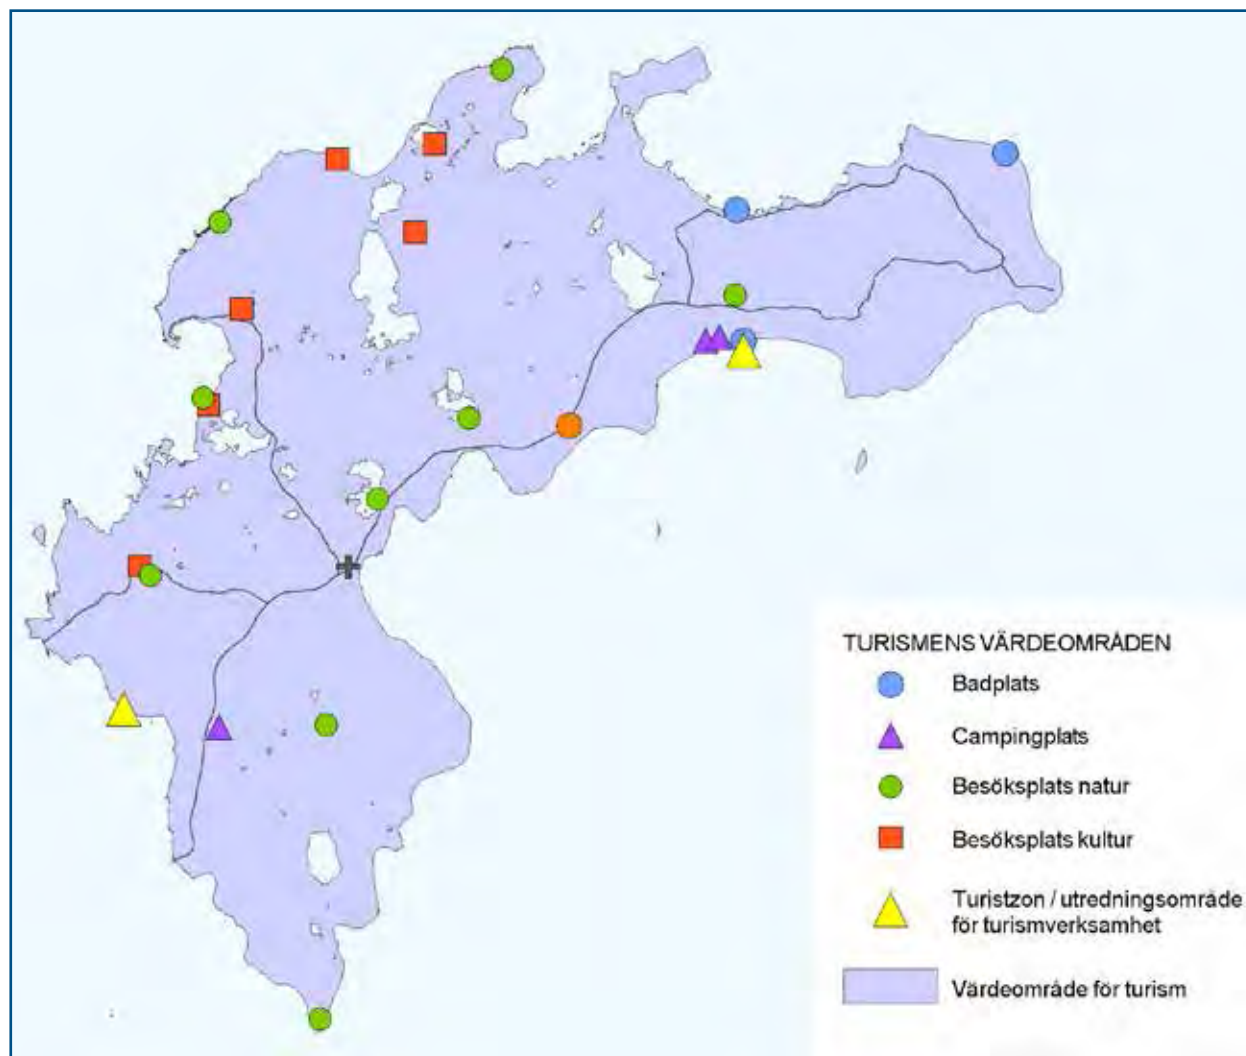 TURISMENS VÄRDEOMRÅDEN
Badplats
Campingplats
Besöksplats natur
Besöksplats kultur
Turistzon / utredningsområde
för turismverksamhet
Värdeområde för turism